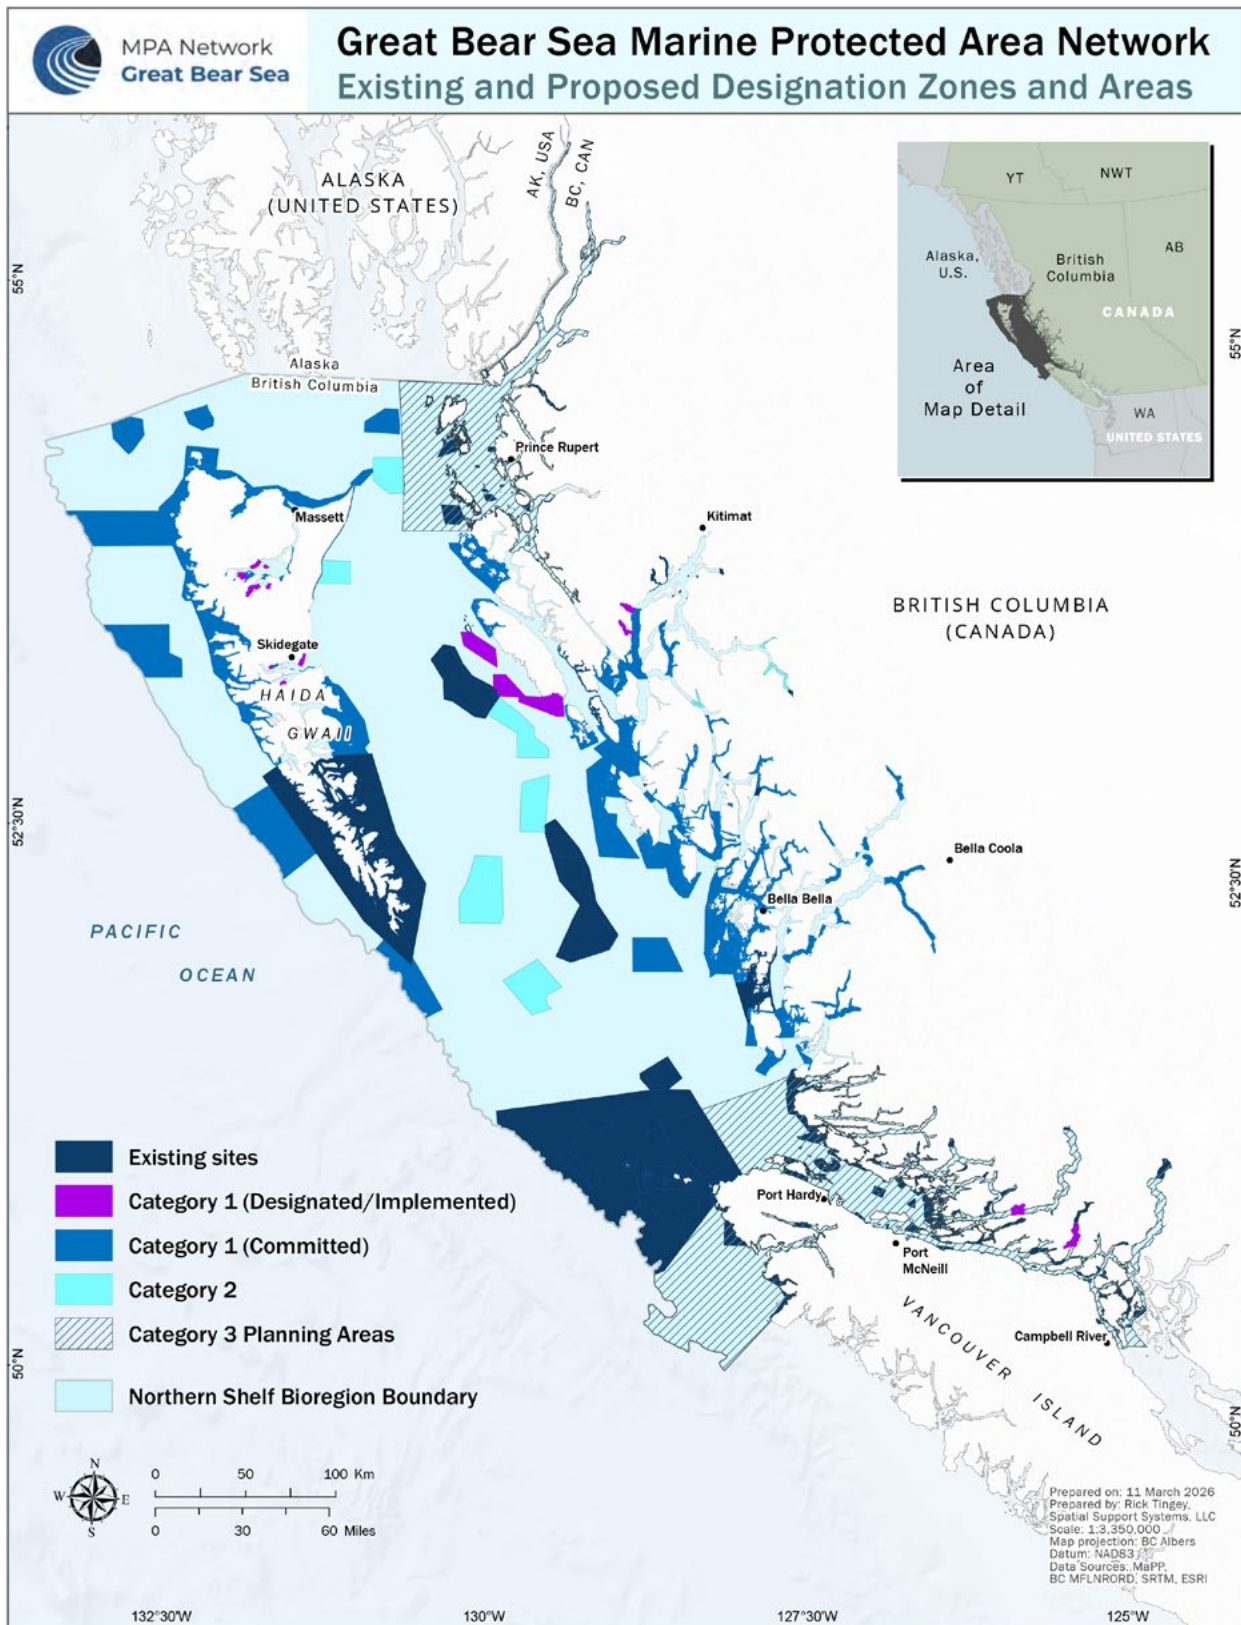 MPA Network
Great Bear Sea
Great Bear Sea Marine Protected Area Network
Existing and Proposed Designation Zones and Areas
ALASKA
(UNITED STATES)
AK, USA
BC, CAN
YT
NWT
Alaska,
U.S.
British
Columbia
AB
CANADA
Area
of
Map Detail
WA
UNITED STATES
55°N
55°N
Alaska
British Columbia
Prince Rupert
Massett
Kitimat
BRITISH COLUMBIA
(CANADA)
Skidegate
HAIDA
GWAII
52°30'N
52°30'N
Bella Coola
Bella Bella
PACIFIC
OCEAN
Existing sites
Category 1 (Designated/Implemented)
Category 1 (Committed)
Category 2
Category 3 Planning Areas
Northern Shelf Bioregion Boundary
Port Hardy
Port
McNeill
Campbell River
VANCOUVER ISLAND
50°N
50°N
N
W
E
S
0 50 100 Km
0 30 60 Miles
Prepared on: 11 March 2026
Prepared by: Rick Tingey,
Spatial Support Systems, LLC
Scale: 1:3,350,000
Map projection: BC Albers
Datum: NAD83
Data Sources: MaPP,
BC MFLNRORD, SRTM, ESRI
132°30'W
130°W
127°30'W
125°W